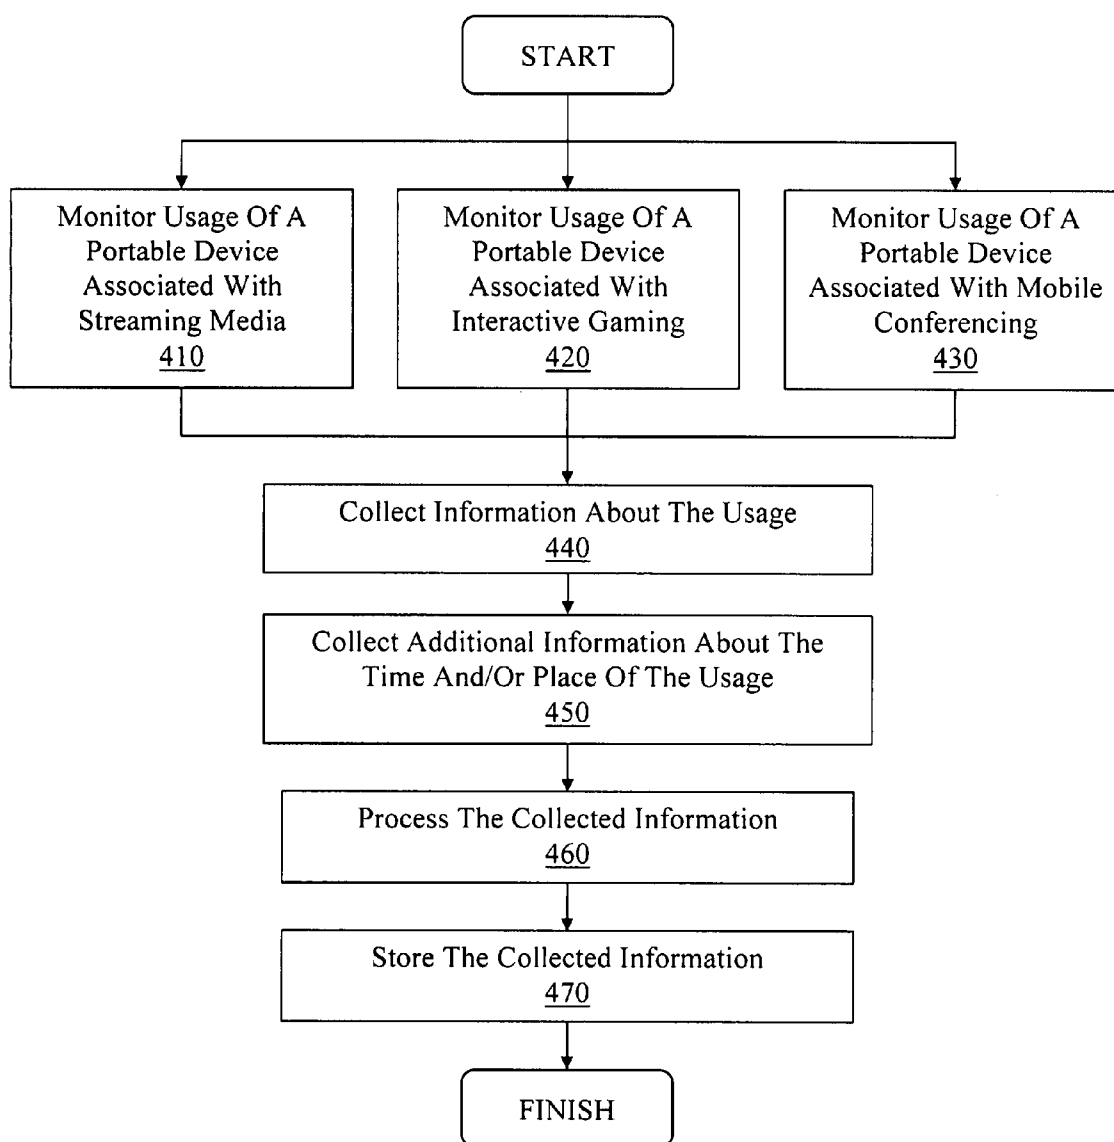 START
Monitor Usage Of A
Portable Device
Associated With
Streaming Media
410
Monitor Usage Of A
Portable Device
Associated With
Interactive Gaming
420
Monitor Usage Of A
Portable Device
Associated With Mobile
Conferencing
430
Collect Information About The Usage
440
Collect Additional Information About The
Time And/Or Place Of The Usage
450
Process The Collected Information
460
Store The Collected Information
470
FINISH